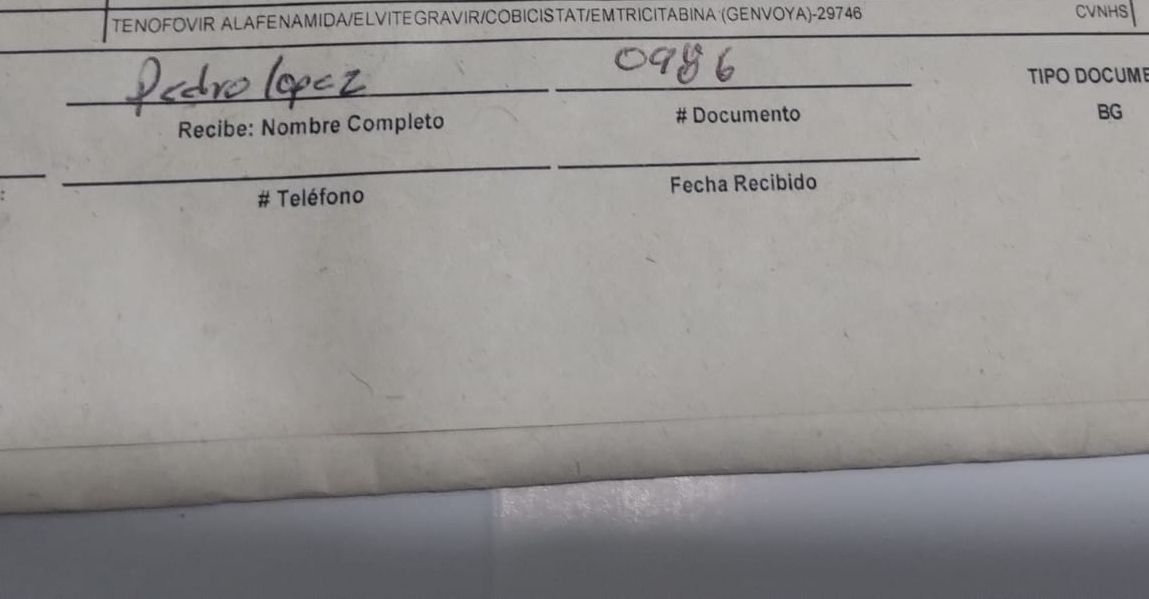 TENOFOVIR ALAFENAMIDA/ELVITEGRAVIR/COBICISTAT/EMTRICITABINA (GENVOYA)-29746 CVNHS
Pedro Lopez 0986
Recibe: Nombre Completo # Documento TIPO DOCUME
BG
# Teléfono Fecha Recibido
: